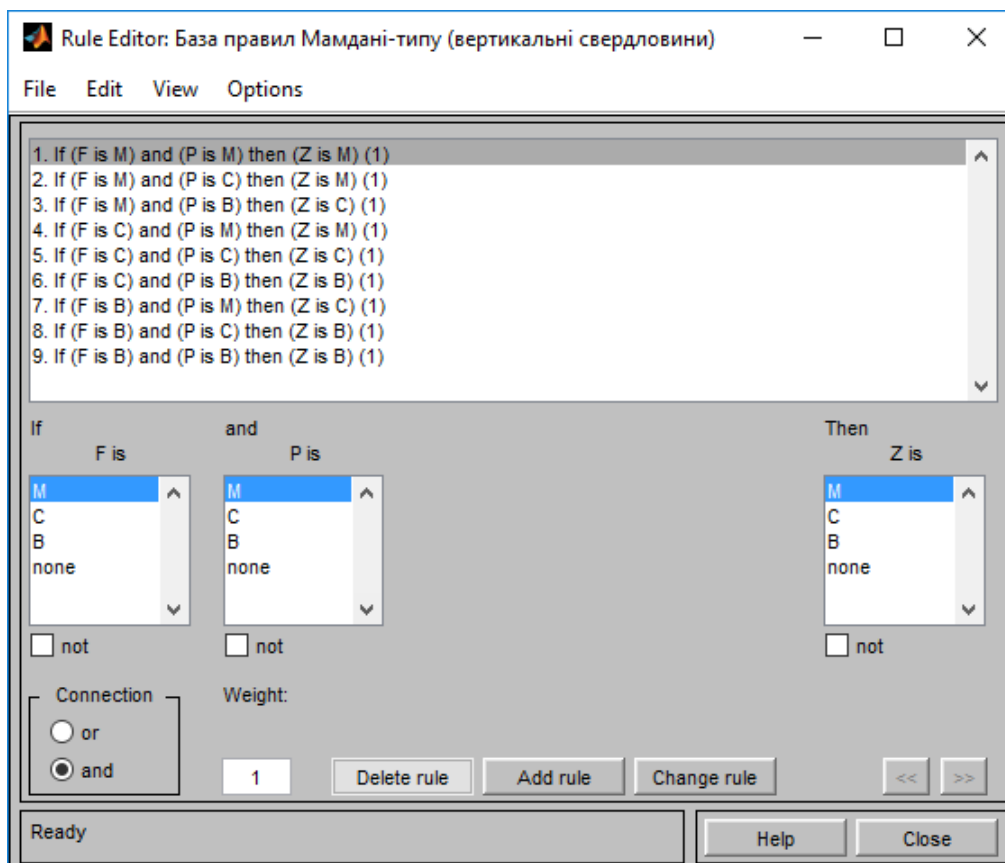 Rule Editor: База правил Мамдані-типу (вертикальні свердловини)
File Edit View Options
1. If (F is M) and (P is M) then (Z is M) (1)
2. If (F is M) and (P is C) then (Z is M) (1)
3. If (F is M) and (P is B) then (Z is C) (1)
4. If (F is C) and (P is M) then (Z is M) (1)
5. If (F is C) and (P is C) then (Z is C) (1)
6. If (F is C) and (P is B) then (Z is B) (1)
7. If (F is B) and (P is M) then (Z is C) (1)
8. If (F is B) and (P is C) then (Z is B) (1)
9. If (F is B) and (P is B) then (Z is B) (1)
If and Then
F is P is Z is
M M M
C C C
B B B
none none none
not not not
Connection Weight:
or
and 1 Delete rule Add rule Change rule << >>
Ready Help Close